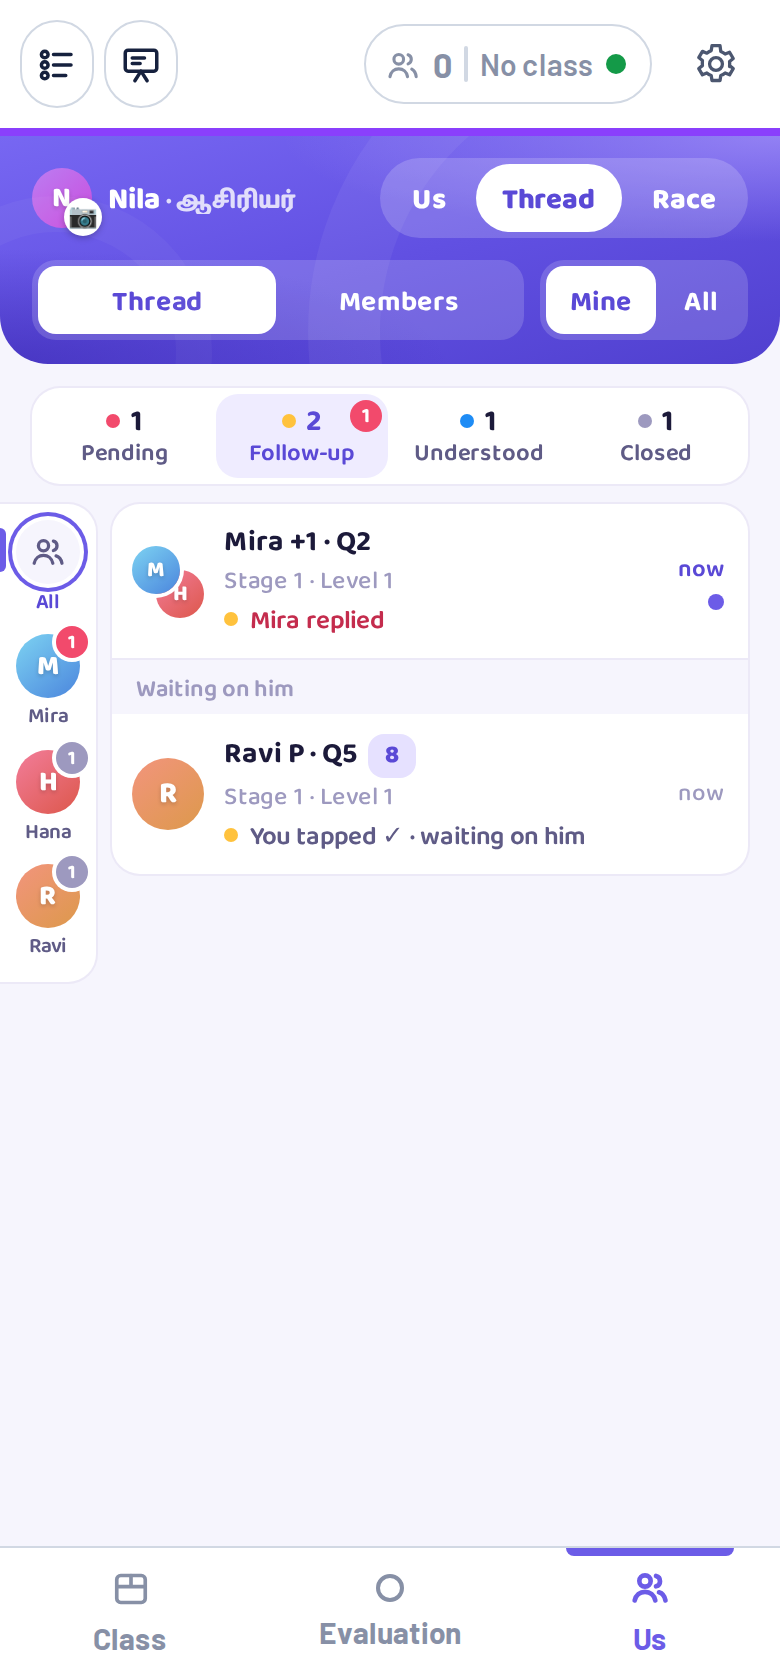 0 No class
N Nila · ஆசிரியர் Us Thread Race
Thread Members Mine All
1 2 1 1 1
Pending Follow-up Understood Closed
All
M 1
Mira
H 1
Hana
R 1
Ravi
M H
Mira +1 · Q2
Stage 1 · Level 1
Mira replied
now
Waiting on him
R
Ravi P · Q5 8
Stage 1 · Level 1
You tapped ✓ · waiting on him
now
Class Evaluation Us